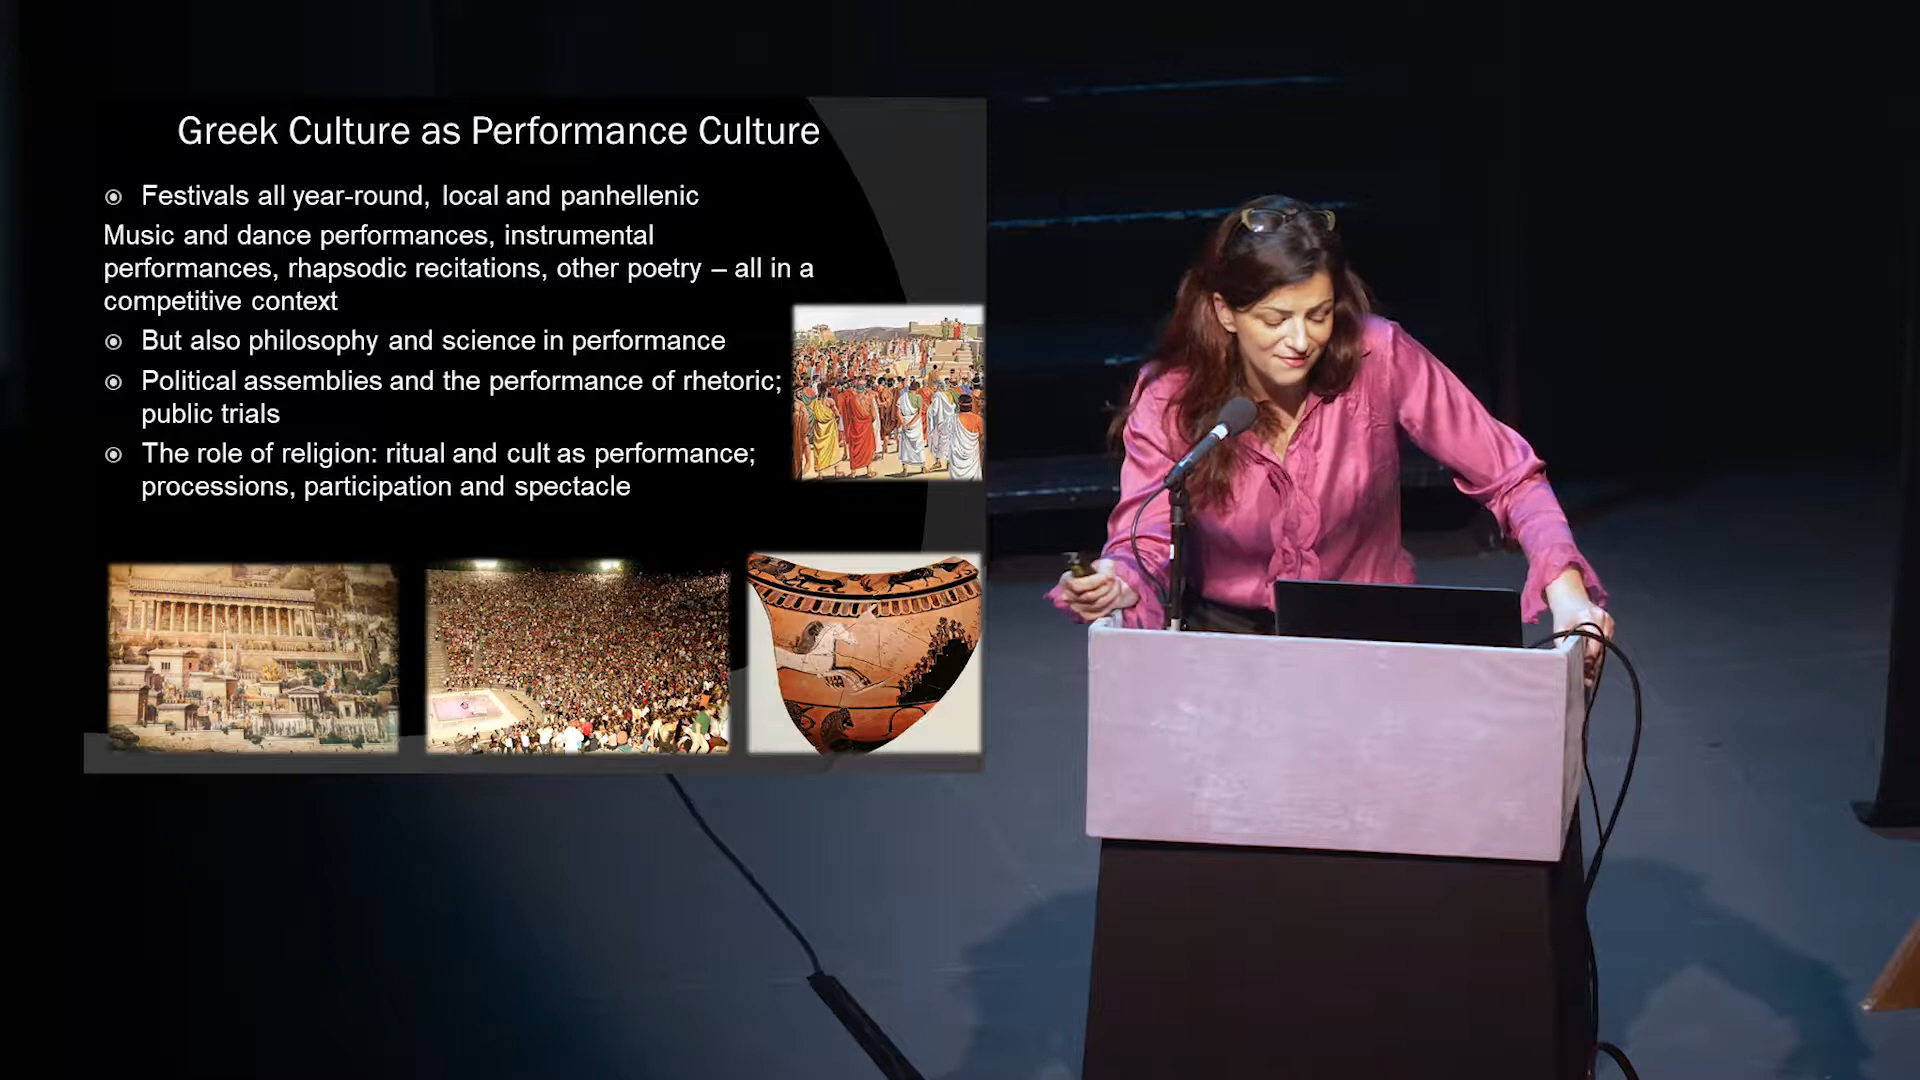 Greek Culture as Performance Culture
Festivals all year-round, local and panhellenic
Music and dance performances, instrumental
performances, rhapsodic recitations, other poetry – all in a
competitive context
But also philosophy and science in performance
Political assemblies and the performance of rhetoric;
public trials
The role of religion: ritual and cult as performance;
processions, participation and spectacle